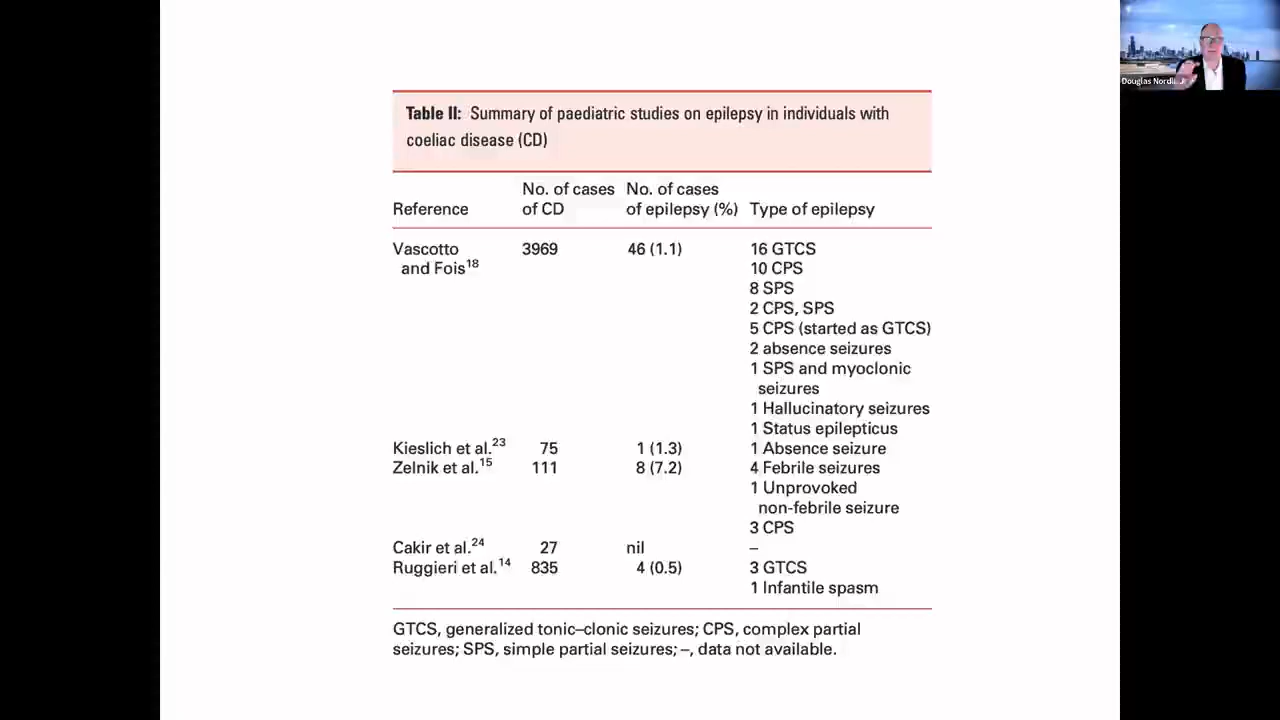 Douglas Nordli
Table II: Summary of paediatric studies on epilepsy in individuals with
coeliac disease (CD)
No. of cases No. of cases
Reference of CD of epilepsy (%) Type of epilepsy
Vascotto 3969 46 (1.1) 16 GTCS
and Fois18 10 CPS
8 SPS
2 CPS, SPS
5 CPS (started as GTCS)
2 absence seizures
1 SPS and myoclonic
seizures
1 Hallucinatory seizures
1 Status epilepticus
Kieslich et al.23 75 1 (1.3) 1 Absence seizure
Zelnik et al.15 111 8 (7.2) 4 Febrile seizures
1 Unprovoked
non-febrile seizure
3 CPS
Cakir et al.24 27 nil –
Ruggieri et al.14 835 4 (0.5) 3 GTCS
1 Infantile spasm
GTCS, generalized tonic–clonic seizures; CPS, complex partial
seizures; SPS, simple partial seizures; –, data not available.